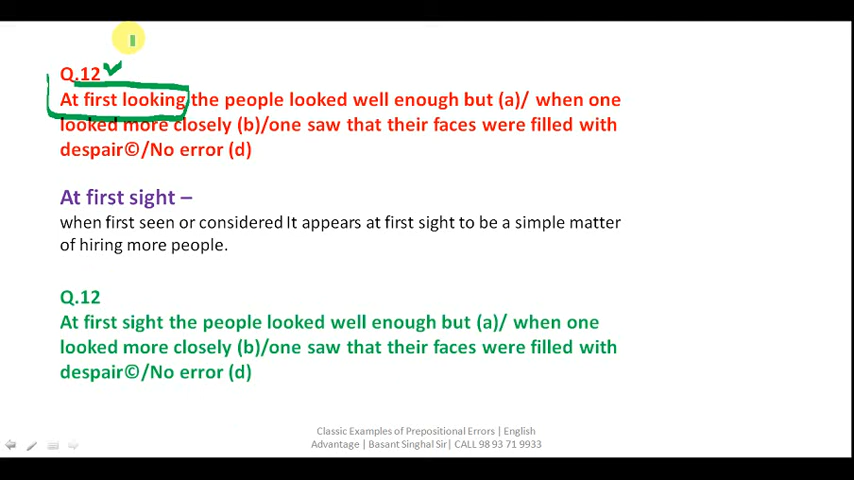 Q.12
At first looking the people looked well enough but (a)/ when one
looked more closely (b)/one saw that their faces were filled with
despair©/No error (d)
At first sight –
when first seen or considered It appears at first sight to be a simple matter
of hiring more people.
Q.12
At first sight the people looked well enough but (a)/ when one
looked more closely (b)/one saw that their faces were filled with
despair©/No error (d)
Classic Examples of Prepositional Errors | English
Advantage | Basant Singhal Sir| CALL 98 93 71 9933